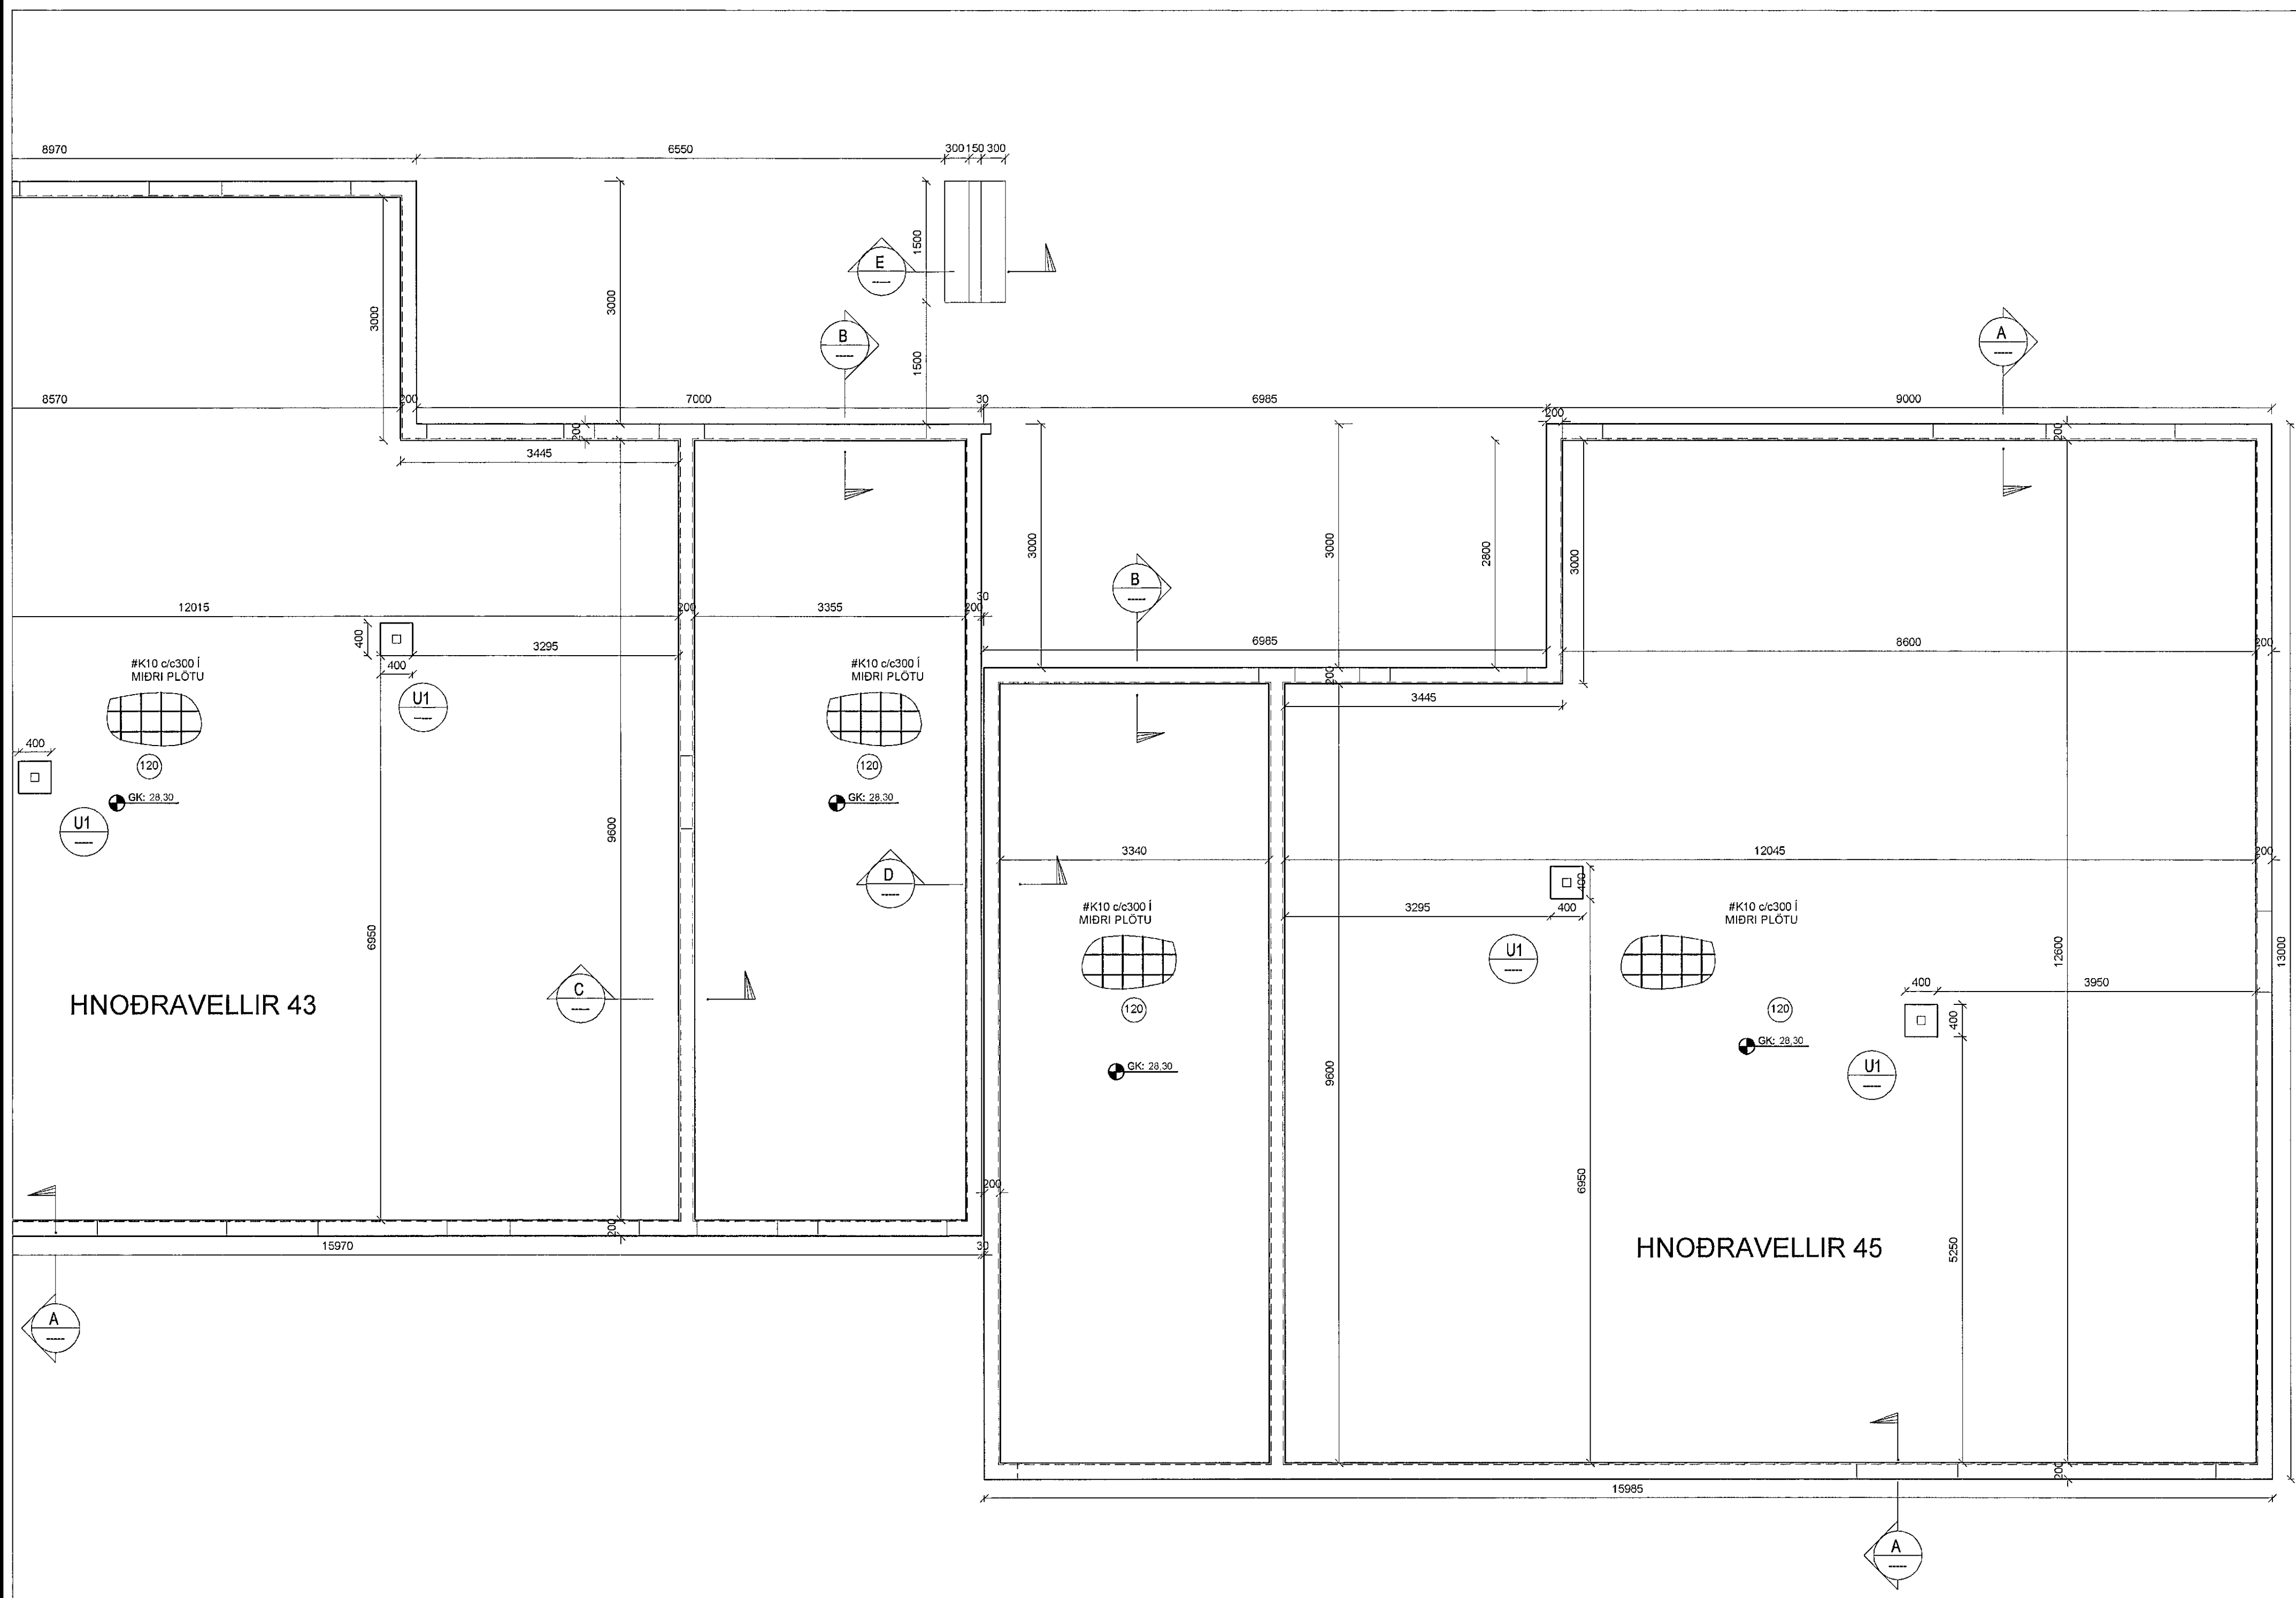 8970
6550
300 150 300
3000
3000
1500
E
B
1500
A
8570
200
7000
30
6985
9000
200
200
200
3445
3000
3000
2800
3000
B
12015
200
3355
200
30
400
3295
6985
8600
200
#K10 c/c300 Í
MIÐRI PLÖTU
400
#K10 c/c300 Í
MIÐRI PLÖTU
U1
200
3445
400
120
120
GK: 28.30
GK: 28.30
U1
9600
3340
12045
200
D
400
#K10 c/c300 Í
MIÐRI PLÖTU
3295
400
#K10 c/c300 Í
MIÐRI PLÖTU
6950
U1
12600
13000
C
400
3950
HNOÐRAVELLIR 43
120
120
400
GK: 28,30
GK: 28.30
U1
9600
6950
200
200
HNOÐRAVELLIR 45
5250
15970
30
A
200
15985
A